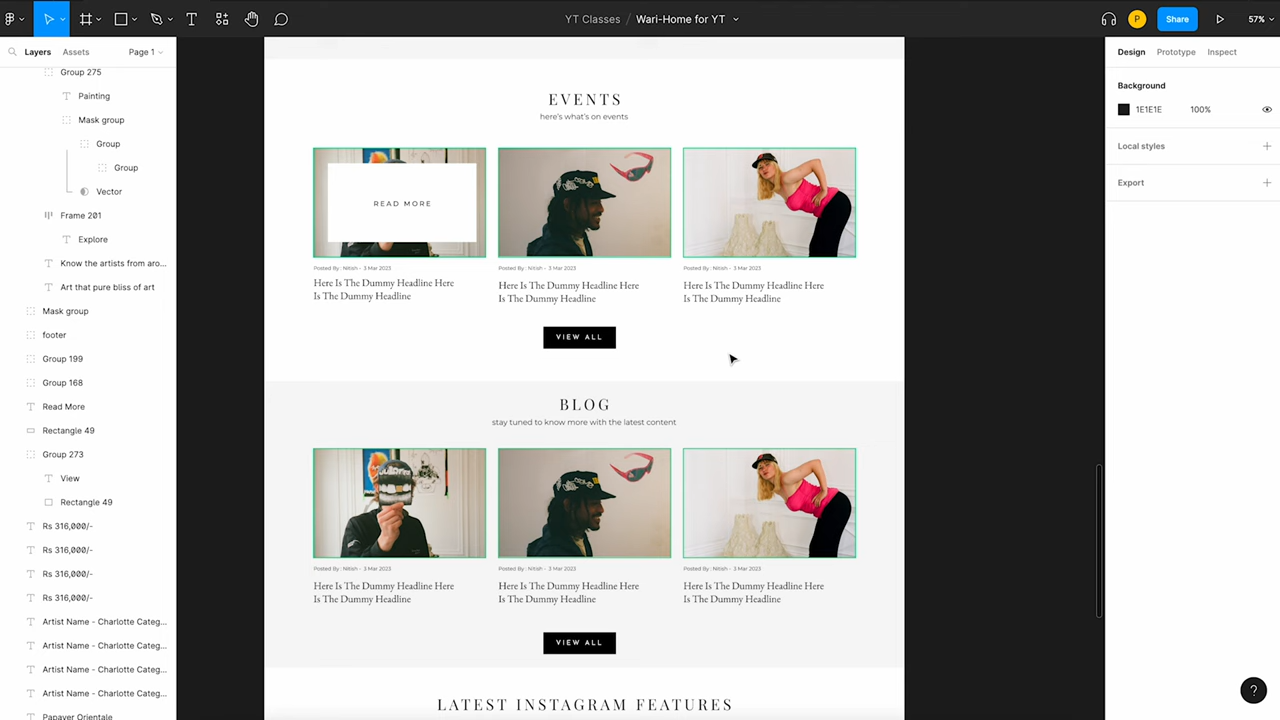 YT Classes / Wari-Home for YT
P
Share
57%
Layers
Assets
Page 1
Group 275
Painting
Mask group
Group
Group
Vector
Frame 201
Explore
Know the artists from aro...
Art that pure bliss of art
Mask group
footer
Group 199
Group 168
Read More
Rectangle 49
Group 273
View
Rectangle 49
Rs 316,000/-
Rs 316,000/-
Rs 316,000/-
Rs 316,000/-
Artist Name - Charlotte Categ...
Artist Name - Charlotte Categ...
Artist Name - Charlotte Categ...
Artist Name - Charlotte Categ...
Papaver Orientale
EVENTS
here's what's on events
READ MORE
Posted By : Nitish - 3 Mar 2023
Here Is The Dummy Headline Here
Is The Dummy Headline
Posted By : Nitish - 3 Mar 2023
Here Is The Dummy Headline Here
Is The Dummy Headline
Posted By : Nitish - 3 Mar 2023
Here Is The Dummy Headline Here
Is The Dummy Headline
VIEW ALL
BLOG
stay tuned to know more with the latest content
Posted By : Nitish - 3 Mar 2023
Here Is The Dummy Headline Here
Is The Dummy Headline
Posted By : Nitish - 3 Mar 2023
Here Is The Dummy Headline Here
Is The Dummy Headline
Posted By : Nitish - 3 Mar 2023
Here Is The Dummy Headline Here
Is The Dummy Headline
VIEW ALL
LATEST INSTAGRAM FEATURES
Design
Prototype
Inspect
Background
1E1E1E
100%
Local styles
Export
?